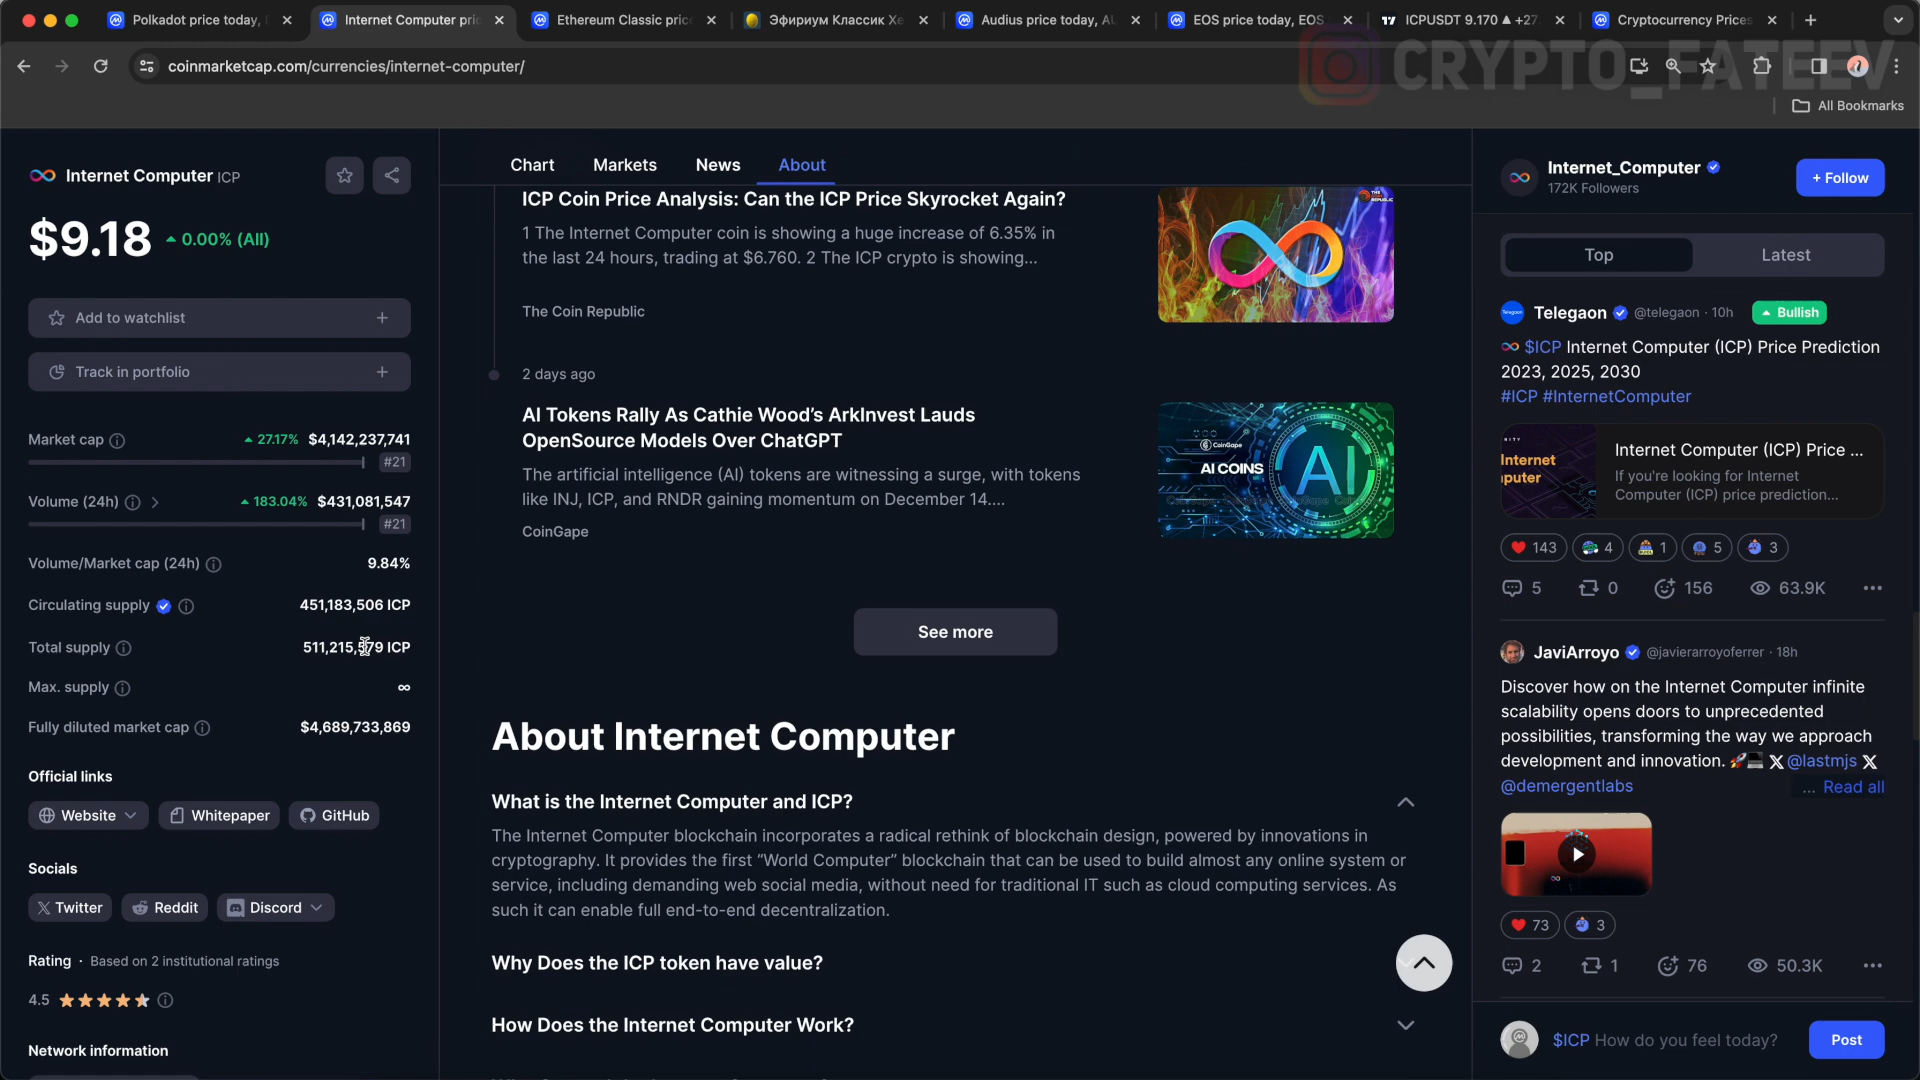 Polkadot price today,
Internet Computer pric
Ethereum Classic price
Эфириум Классик Хе
Audius price today, AU
EOS price today, EOS
ICPUSDT 9.170 ▲ +27
Cryptocurrency Prices
coinmarketcap.com/currencies/internet-computer/
CRYPTO_FATEEV
All Bookmarks
Internet Computer ICP
$9.18 0.00% (All)
Add to watchlist
Track in portfolio
Market cap 27.17% $4,142,237,741
#21
Volume (24h) 183.04% $431,081,547
#21
Volume/Market cap (24h) 9.84%
Circulating supply 451,183,506 ICP
Total supply 511,215,579 ICP
Max. supply ∞
Fully diluted market cap $4,689,733,869
Official links
Website Whitepaper GitHub
Socials
Twitter Reddit Discord
Rating · Based on 2 institutional ratings
4.5
Network information
Chart Markets News About
ICP Coin Price Analysis: Can the ICP Price Skyrocket Again?
1 The Internet Computer coin is showing a huge increase of 6.35% in
the last 24 hours, trading at $6.760. 2 The ICP crypto is showing...
The Coin Republic
2 days ago
AI Tokens Rally As Cathie Wood's ArkInvest Lauds
OpenSource Models Over ChatGPT
The artificial intelligence (AI) tokens are witnessing a surge, with tokens
like INJ, ICP, and RNDR gaining momentum on December 14....
CoinGape
CoinGape
AI COINS
AI
See more
About Internet Computer
What is the Internet Computer and ICP?
The Internet Computer blockchain incorporates a radical rethink of blockchain design, powered by innovations in
cryptography. It provides the first “World Computer” blockchain that can be used to build almost any online system or
service, including demanding web social media, without need for traditional IT such as cloud computing services. As
such it can enable full end-to-end decentralization.
Why Does the ICP token have value?
How Does the Internet Computer Work?
Internet_Computer
172K Followers
+ Follow
Top Latest
Telegaon @telegaon · 10h Bullish
$ICP Internet Computer (ICP) Price Prediction
2023, 2025, 2030
#ICP #InternetComputer
Internet
puter
Internet Computer (ICP) Price ...
If you're looking for Internet
Computer (ICP) price prediction...
143 4 1 5 3
5 0 156 63.9K
JaviArroyo @javierarroyoferrer · 18h
Discover how on the Internet Computer infinite
scalability opens doors to unprecedented
possibilities, transforming the way we approach
development and innovation. 🚀💻 𝕏 @lastmjs 𝕏
@demergentlabs ... Read all
73 3
2 1 76 50.3K
$ICP How do you feel today?
Post